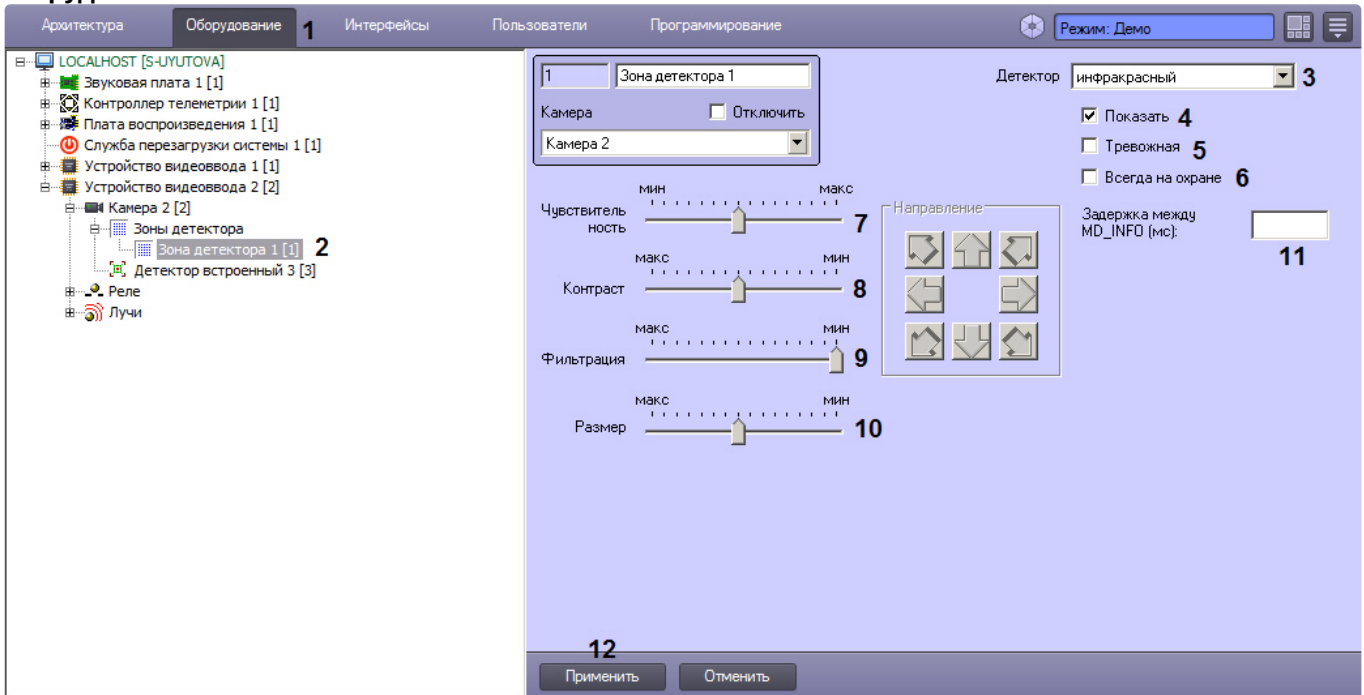 Архитектура Оборудование 1 Интерфейсы Пользователи Программирование Режим: Демо
LOCALHOST [S-UYUTOVA]
Звуковая плата 1 [1]
Контроллер телеметрии 1 [1]
Плата воспроизведения 1 [1]
Служба перезагрузки системы 1 [1]
Устройство видеоввода 1 [1]
Устройство видеоввода 2 [2]
Камера 2 [2]
Зоны детектора
Зона детектора 1 [1] 2
Детектор встроенный 3 [3]
Реле
Лучи
1 Зона детектора 1
Камера Отключить
Камера 2
Детектор инфракрасный 3
Показать 4
Тревожная 5
Всегда на охране 6
мин макс
Чувствитель
ность 7
макс мин
Контраст 8
макс мин
Фильтрация 9
макс мин
Размер 10
Направление
Задержка между
MD_INFO (мс):
11
12
Применить Отменить